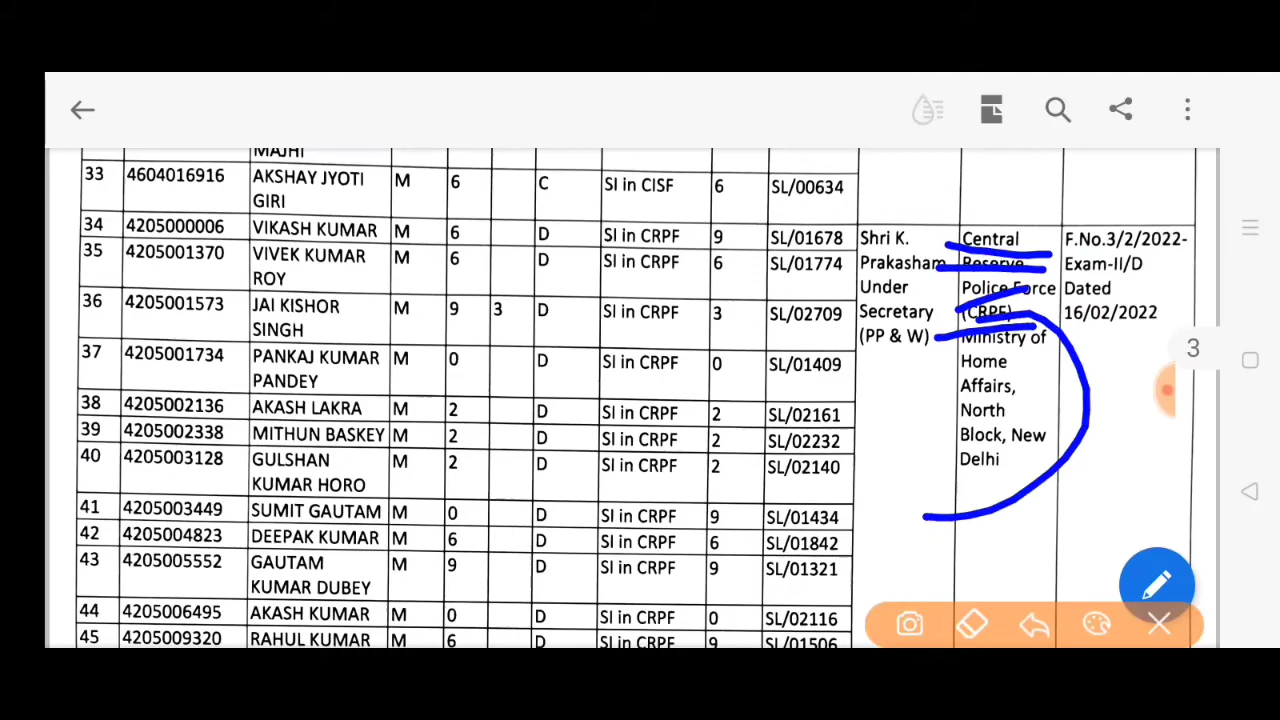 MAJHI
33 4604016916 AKSHAY JYOTI GIRI M 6 C SI in CISF 6 SL/00634
34 4205000006 VIKASH KUMAR M 6 D SI in CRPF 9 SL/01678
35 4205001370 VIVEK KUMAR ROY M 6 D SI in CRPF 6 SL/01774
36 4205001573 JAI KISHOR SINGH M 9 3 D SI in CRPF 3 SL/02709
37 4205001734 PANKAJ KUMAR PANDEY M 0 D SI in CRPF 0 SL/01409
38 4205002136 AKASH LAKRA M 2 D SI in CRPF 2 SL/02161
39 4205002338 MITHUN BASKEY M 2 D SI in CRPF 2 SL/02232
40 4205003128 GULSHAN KUMAR HORO M 2 D SI in CRPF 2 SL/02140
41 4205003449 SUMIT GAUTAM M 0 D SI in CRPF 9 SL/01434
42 4205004823 DEEPAK KUMAR M 6 D SI in CRPF 6 SL/01842
43 4205005552 GAUTAM KUMAR DUBEY M 9 D SI in CRPF 9 SL/01321
44 4205006495 AKASH KUMAR M 0 D SI in CRPF 0 SL/02116
45 4205009320 RAHUL KUMAR M 6 D SI in CRPF 9 SL/01506
Shri K.
Prakasham
Under
Secretary
(PP & W)
Central
Reserve
Police Force
(CRPF)
Ministry of
Home
Affairs,
North
Block, New
Delhi
F.No.3/2/2022-
Exam-II/D
Dated
16/02/2022
3